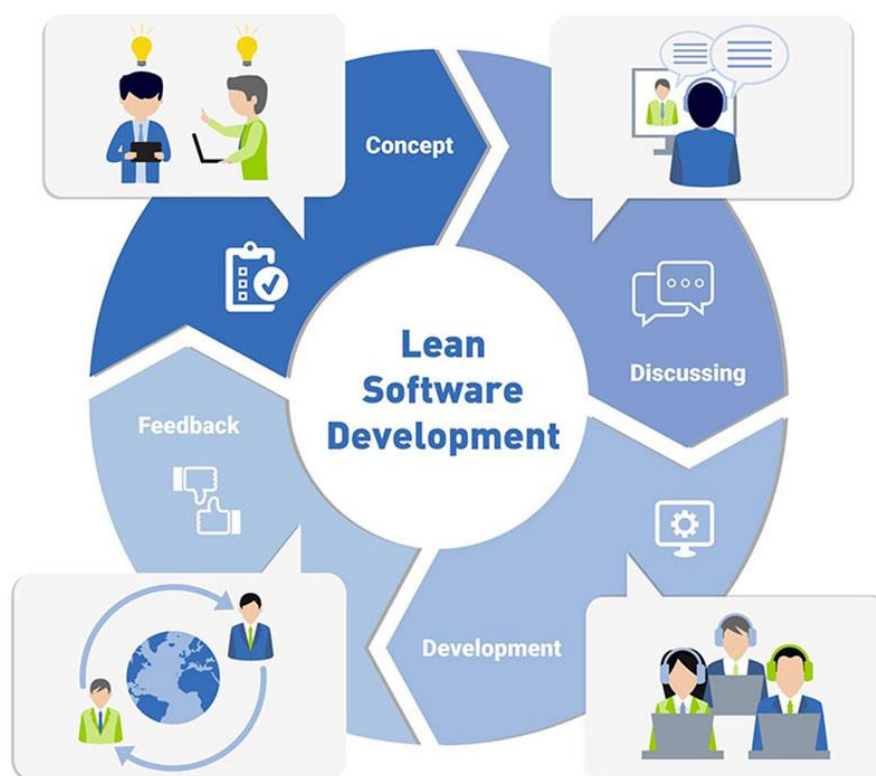 Concept
Discussing
Lean
Software
Development
Feedback
Development